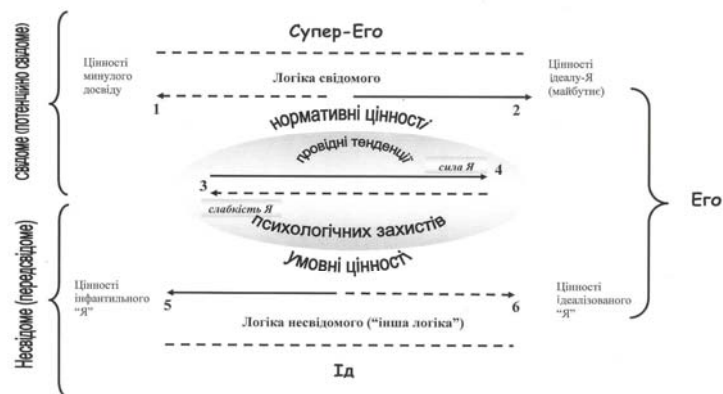 Супер-Его
Свідоме (потенційно свідоме)
Цінності
минулого
досвіду
Логіка свідомого
Цінності
ідеалу-Я
(майбутнє)
1
2
нормативні цінності
провідні тенденції
сила Я
3
4
слабкість Я
психологічних захистів
умовні цінності
Его
Несвідоме (передсвідоме)
Цінності
інфантильного
“Я”
5
6
Цінності
ідеалізованого
“Я”
Логіка несвідомого (“інша логіка”)
Ід